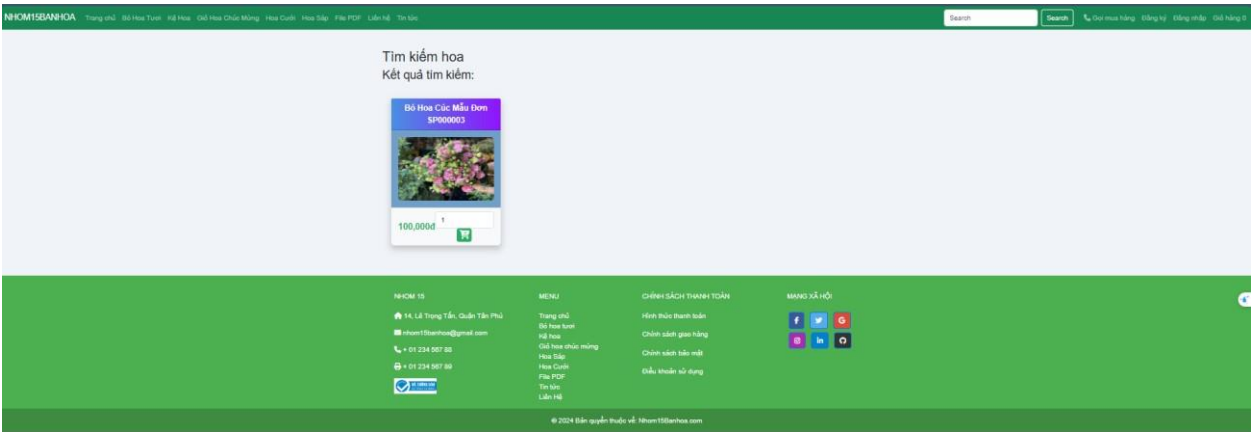 NHOM15BANHOA Trang chủ Bó Hoa Tươi Kệ Hoa Giỏ Hoa Chúc Mừng Hoa Cưới Hoa Sáp File PDF Liên hệ Tin tức Search Search Gọi mua hàng Đăng ký Đăng nhập Giỏ hàng 0
Tìm kiếm hoa
Kết quả tìm kiếm:
Bó Hoa Cúc Mẫu Đơn
SP000003
1
100,000đ
NHOM 15
14, Lê Trọng Tấn, Quận Tân Phú
nhom15banhoa@gmail.com
+ 01 234 567 88
+ 01 234 567 89
MENU
Trang chủ
Bó hoa tươi
Kệ hoa
Giỏ hoa chúc mừng
Hoa Sáp
Hoa Cưới
File PDF
Tin tức
Liên Hệ
CHÍNH SÁCH THANH TOÁN
Hình thức thanh toán
Chính sách giao hàng
Chính sách bảo mật
Điều khoản sử dụng
MẠNG XÃ HỘI
© 2024 Bản quyền thuộc về: Nhom15Banhoa.com